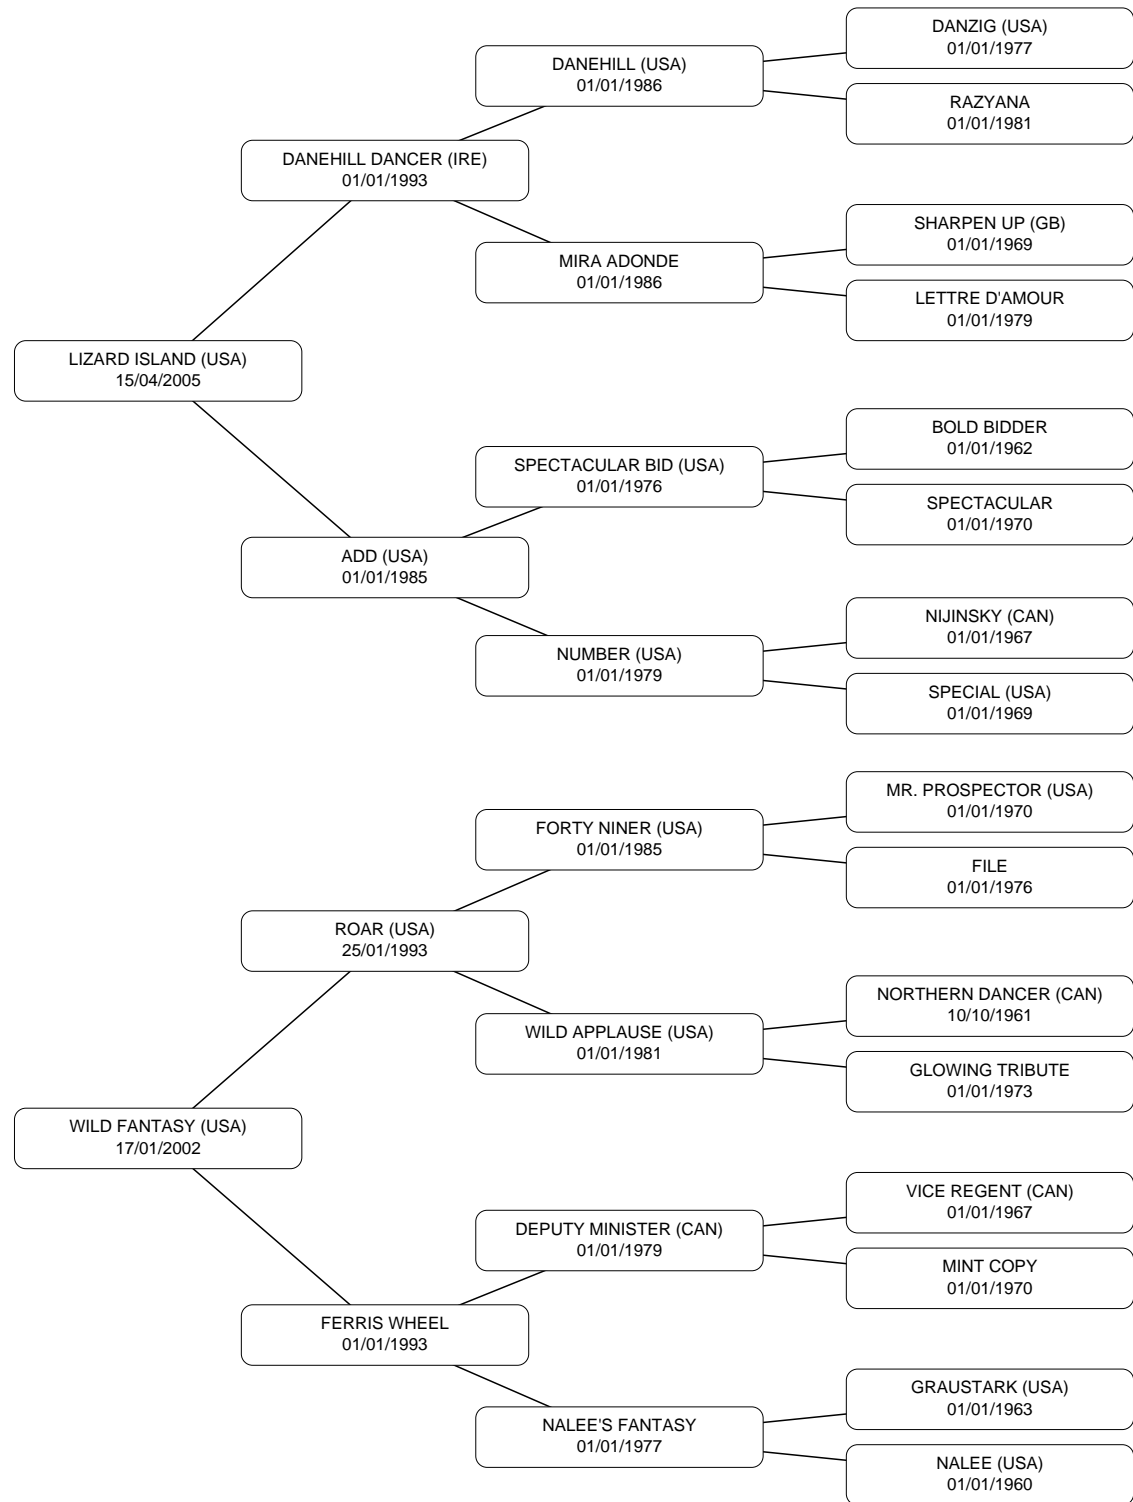 DANZIG (USA)
01/01/1977
DANEHILL (USA)
01/01/1986
RAZYANA
01/01/1981
DANEHILL DANCER (IRE)
01/01/1993
SHARPEN UP (GB)
01/01/1969
MIRA ADONDE
01/01/1986
LETTRE D'AMOUR
01/01/1979
LIZARD ISLAND (USA)
15/04/2005
BOLD BIDDER
01/01/1962
SPECTACULAR BID (USA)
01/01/1976
SPECTACULAR
01/01/1970
ADD (USA)
01/01/1985
NIJINSKY (CAN)
01/01/1967
NUMBER (USA)
01/01/1979
SPECIAL (USA)
01/01/1969
MR. PROSPECTOR (USA)
01/01/1970
FORTY NINER (USA)
01/01/1985
FILE
01/01/1976
ROAR (USA)
25/01/1993
NORTHERN DANCER (CAN)
10/10/1961
WILD APPLAUSE (USA)
01/01/1981
GLOWING TRIBUTE
01/01/1973
WILD FANTASY (USA)
17/01/2002
VICE REGENT (CAN)
01/01/1967
DEPUTY MINISTER (CAN)
01/01/1979
MINT COPY
01/01/1970
FERRIS WHEEL
01/01/1993
GRAUSTARK (USA)
01/01/1963
NALEE'S FANTASY
01/01/1977
NALEE (USA)
01/01/1960